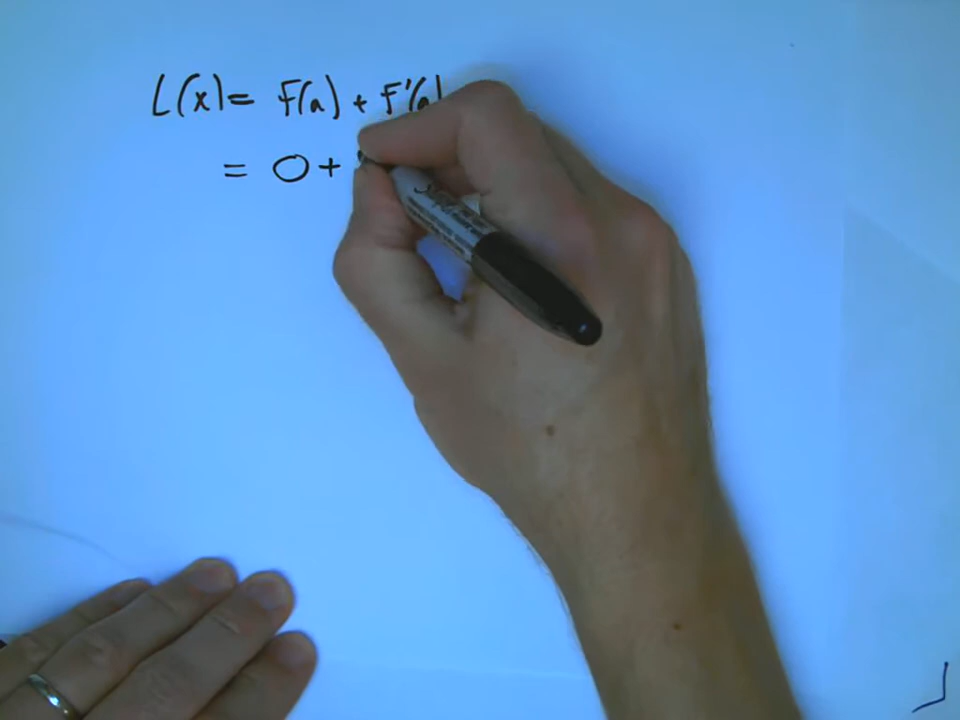 L(x) = f(a) + f'(a)
= 0 +